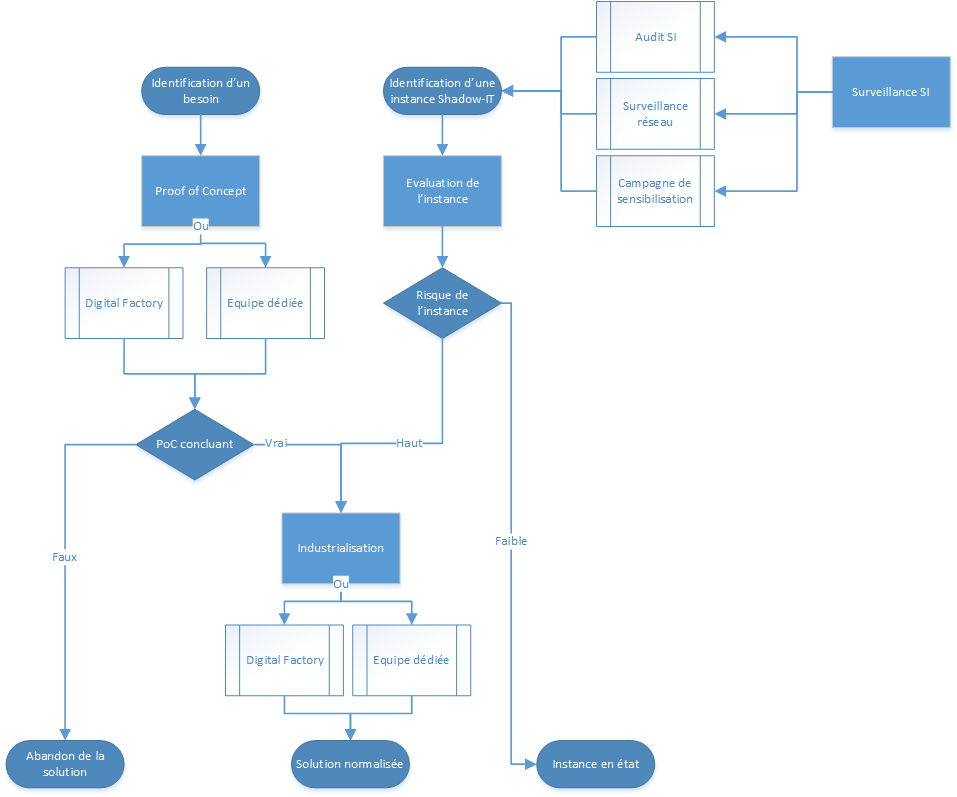 Audit SI
Identification d'un
besoin
Identification d'une
instance Shadow-IT
Surveillance SI
Surveillance
réseau
Proof of Concept
Evaluation de
l'instance
Campagne de
sensibilisation
Ou
Digital Factory
Equipe dédiée
Risque de
l'instance
PoC concluant
Vrai
Haut
Faux
Faible
Industrialisation
Ou
Digital Factory
Equipe dédiée
Abandon de la
solution
Solution normalisée
Instance en état